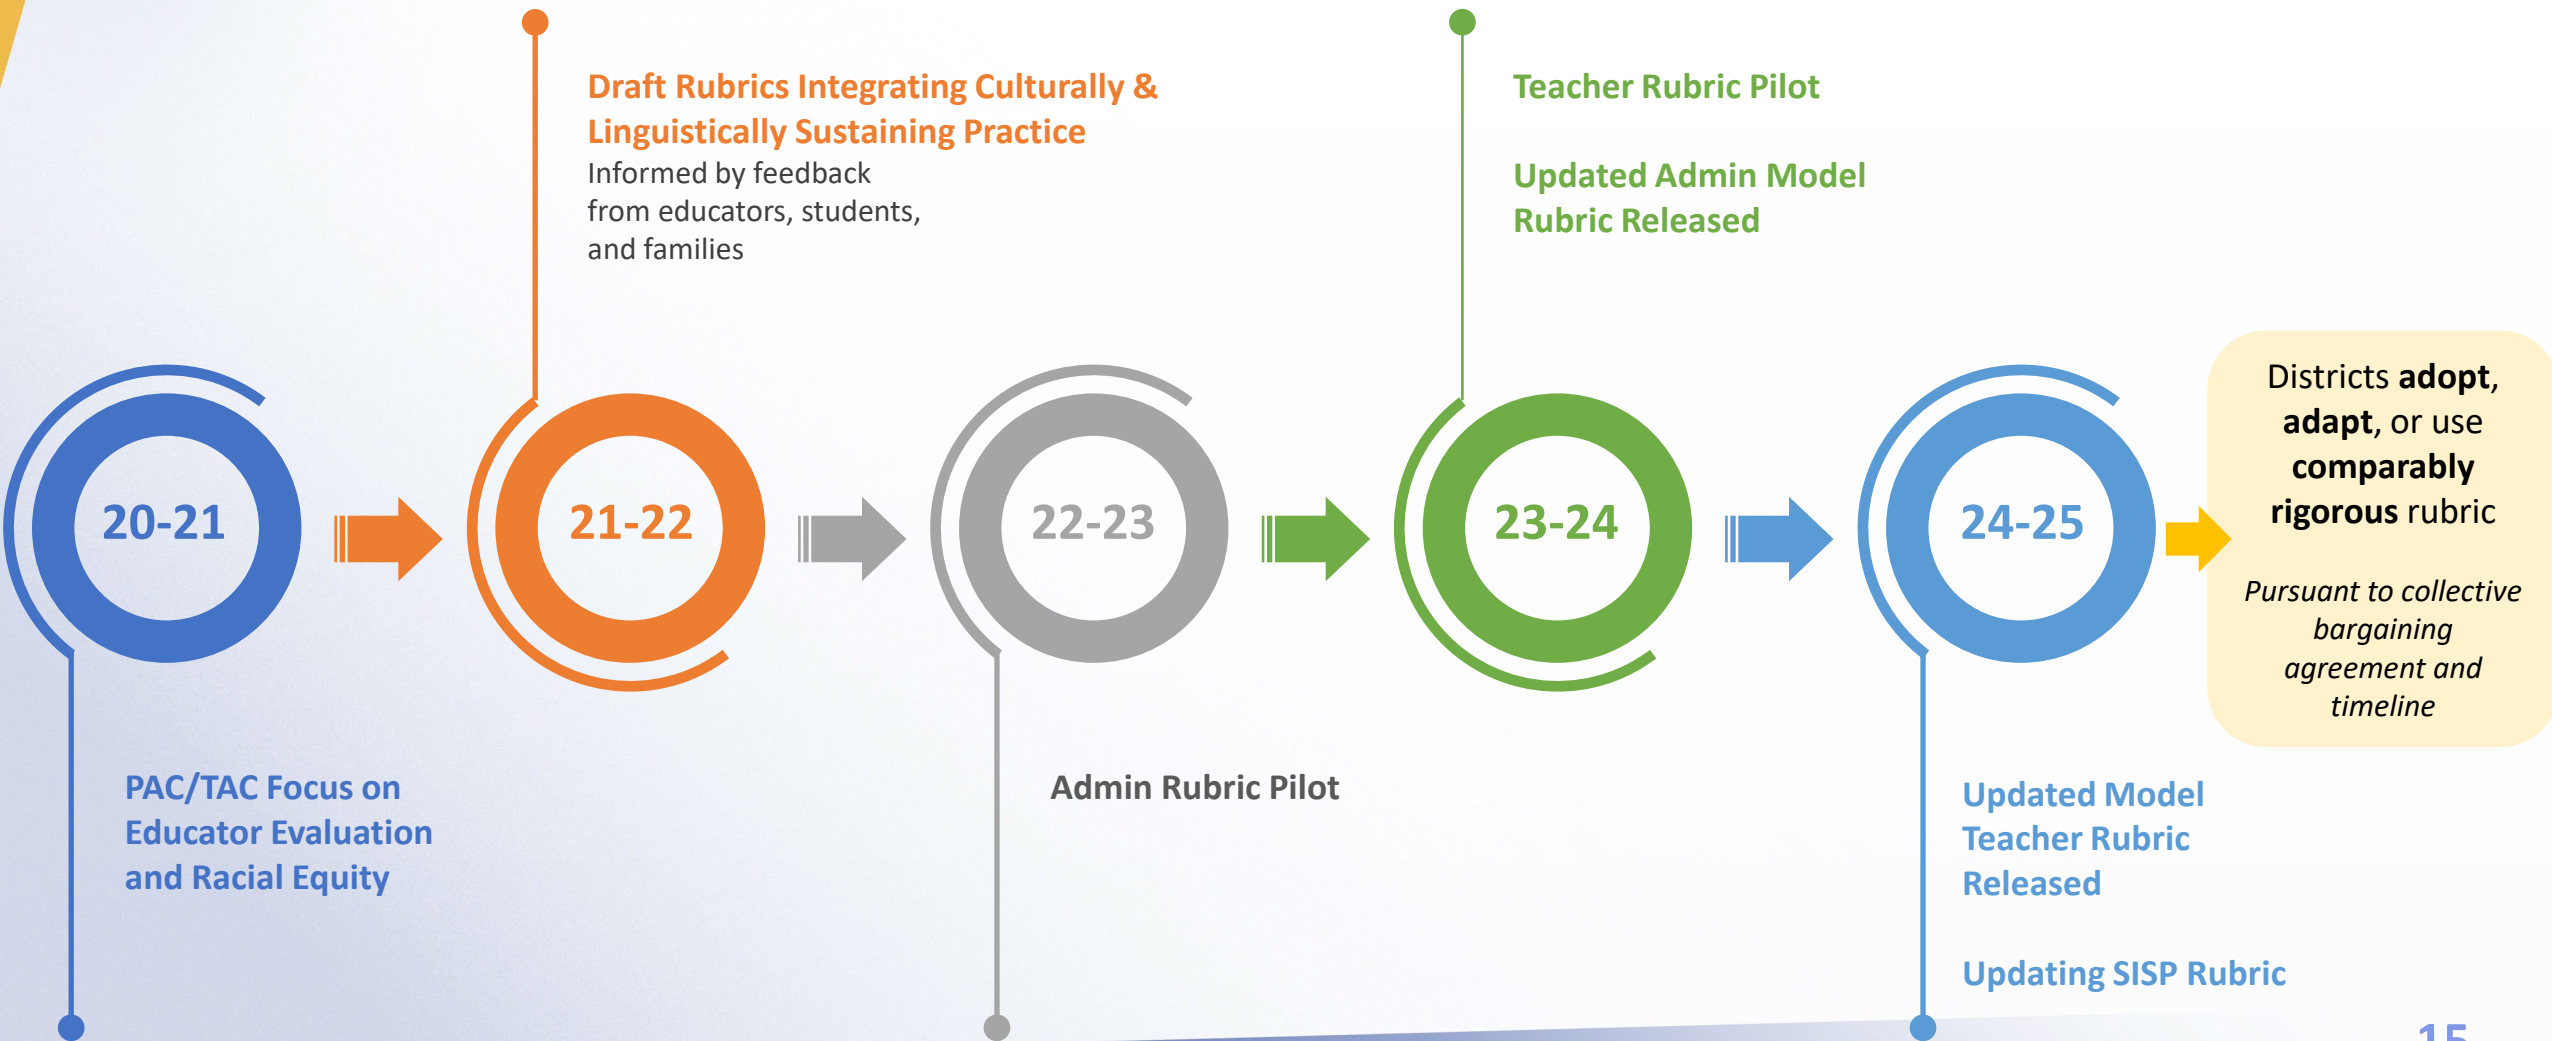 Draft Rubrics Integrating Culturally &
Linguistically Sustaining Practice
Informed by feedback
from educators, students,
and families
Teacher Rubric Pilot
Updated Admin Model
Rubric Released
20-21
21-22
22-23
23-24
24-25
Districts adopt,
adapt, or use
comparably
rigorous rubric
Pursuant to collective
bargaining
agreement and
timeline
PAC/TAC Focus on
Educator Evaluation
and Racial Equity
Admin Rubric Pilot
Updated Model
Teacher Rubric
Released
Updating SISP Rubric
15